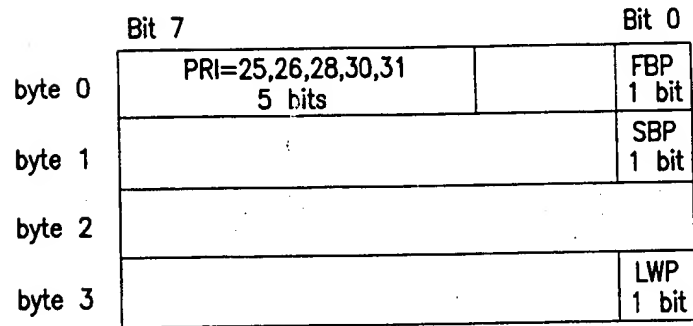 Bit 7 Bit 0
byte 0 PRI=25,26,28,30,31 FBP
5 bits 1 bit
SBP
byte 1 1 bit
byte 2
LWP
byte 3 1 bit